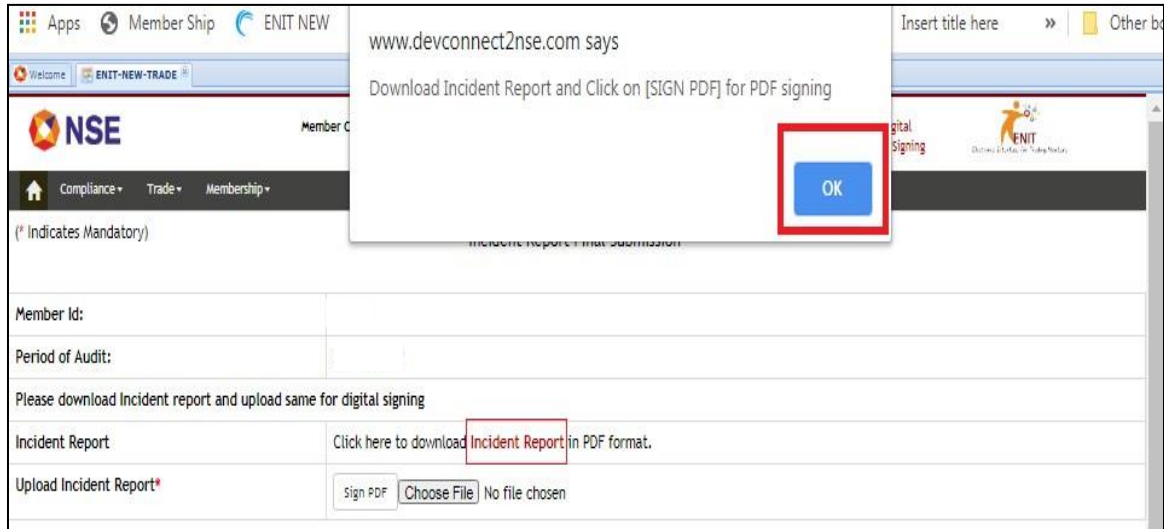 Apps Member Ship ENIT NEW Insert title here » Other bo
www.devconnect2nse.com says
Download Incident Report and Click on [SIGN PDF] for PDF signing
OK
Welcome ENIT-NEW-TRADE
NSE Member C gital
Signing
ENIT
Compliance Trade Membership
(* Indicates Mandatory)
Incident Report Final Submission
Member Id:
Period of Audit:
Please download Incident report and upload same for digital signing
Incident Report Click here to download Incident Report in PDF format.
Upload Incident Report* Sign PDF Choose File No file chosen